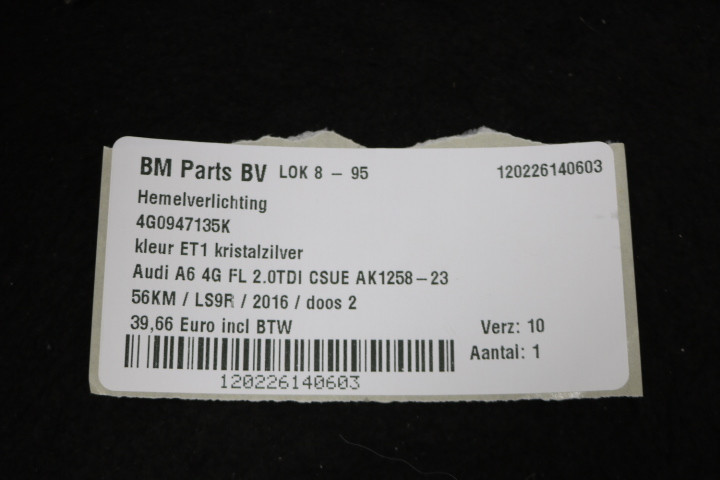 BM Parts BV LOK 8 - 95 120226140603
Hemelverlichting
4G0947135K
kleur ET1 kristalzilver
Audi A6 4G FL 2.0TDI CSUE AK1258-23
56KM / LS9R / 2016 / doos 2
39,66 Euro incl BTW Verz: 10
Aantal: 1
120226140603